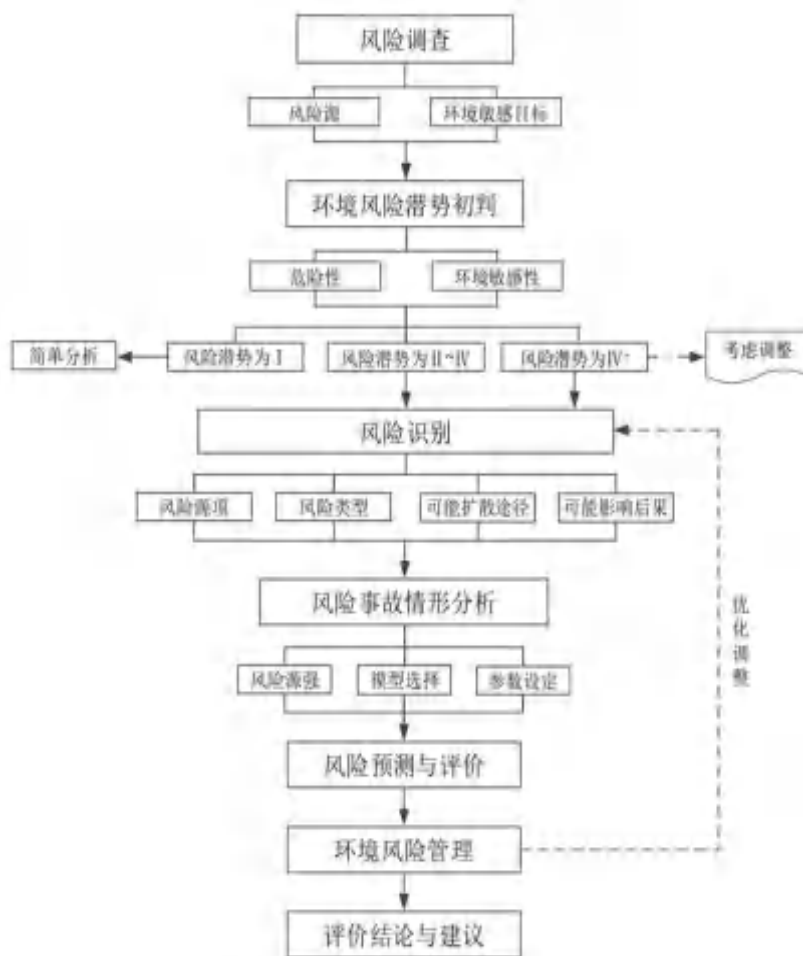 风险调查
风险源
环境敏感目标
环境风险潜势初判
危险性
环境敏感性
简单分析
风险潜势为Ⅰ
风险潜势为Ⅱ~Ⅳ
风险潜势为Ⅳ+
考虑调整
风险识别
风险源项
风险类型
可能扩散途径
可能影响后果
风险事故情形分析
优化调整
风险源强
模型选择
参数设定
风险预测与评价
环境风险管理
评价结论与建议